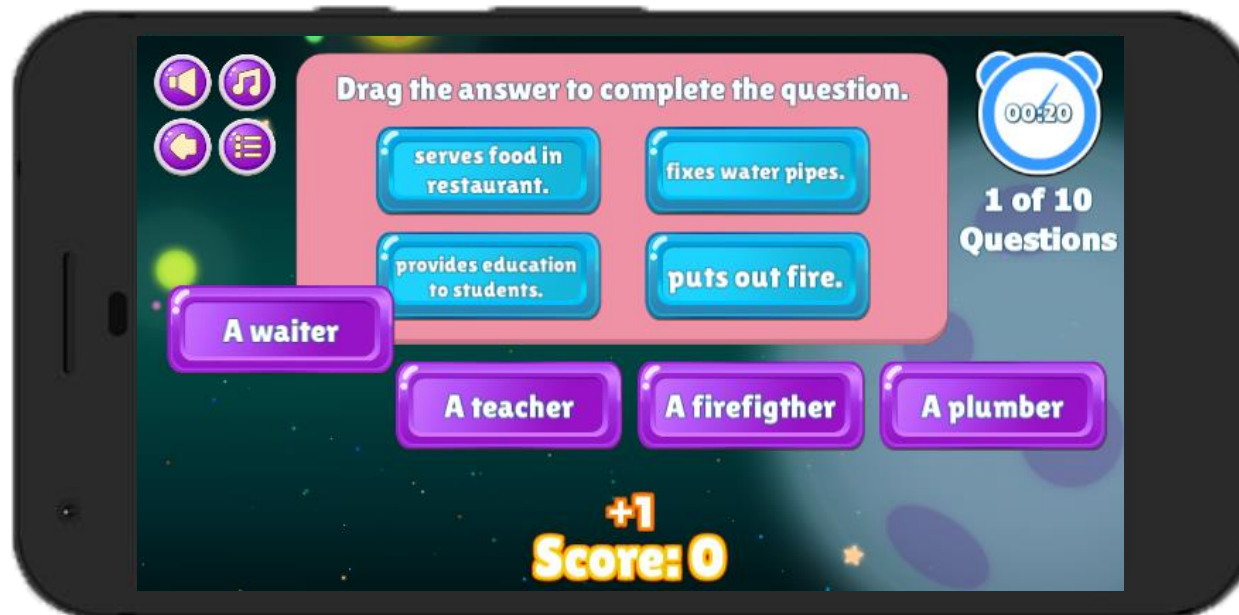 Drag the answer to complete the question.
serves food in
restaurant.
fixes water pipes.
provides education
to students.
puts out fire.
00:20
1 of 10
Questions
A waiter
A teacher
A firefigther
A plumber
+1
Score: 0